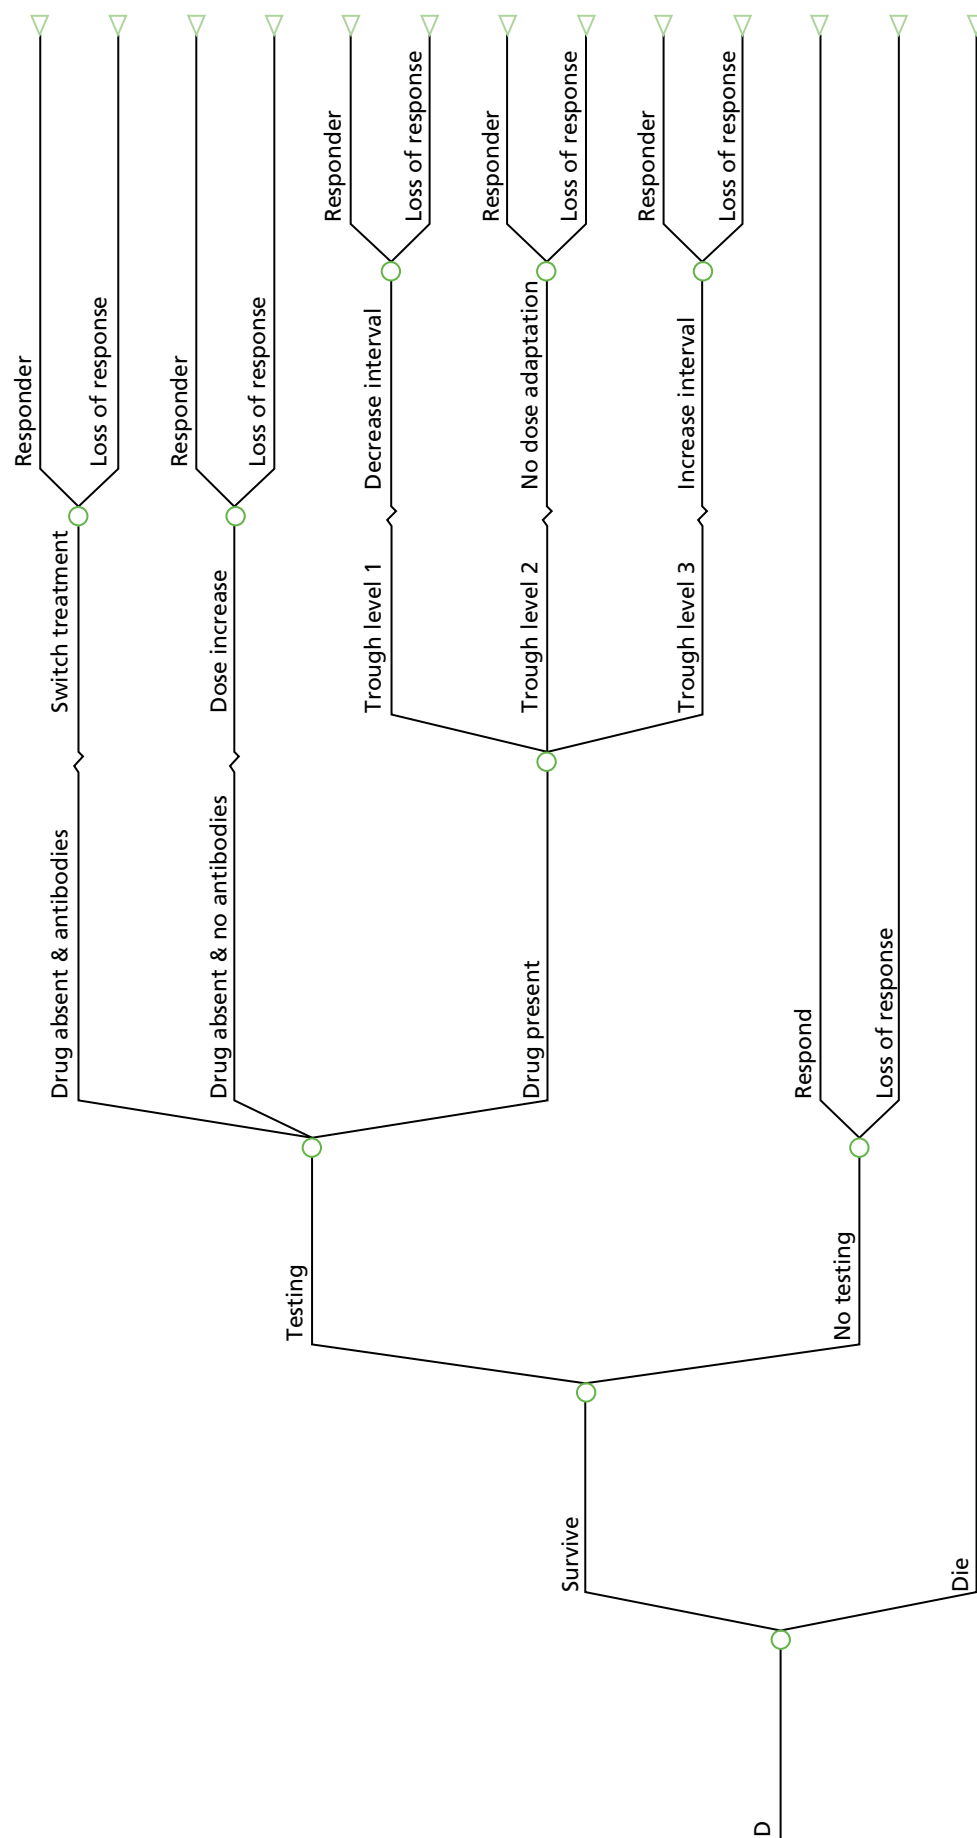 D
Survive
Die
Testing
No testing
Drug absent & antibodies
Drug absent & no antibodies
Drug present
Respond
Loss of response
Switch treatment
Dose increase
Trough level 1
Trough level 2
Trough level 3
Responder
Loss of response
Responder
Loss of response
Decrease interval
No dose adaptation
Increase interval
Responder
Loss of response
Responder
Loss of response
Responder
Loss of response